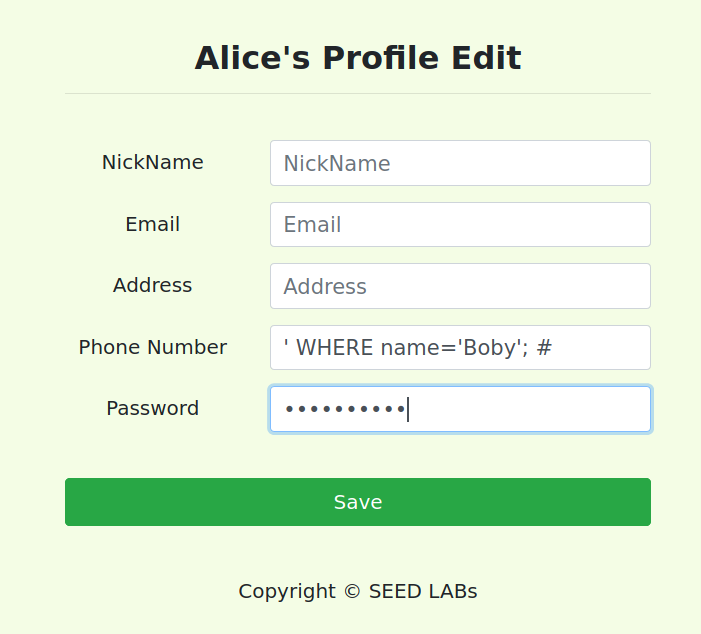 Alice's Profile Edit
NickName NickName
Email Email
Address Address
Phone Number ' WHERE name='Boby'; #
Password ••••••••••
Save
Copyright © SEED LABs